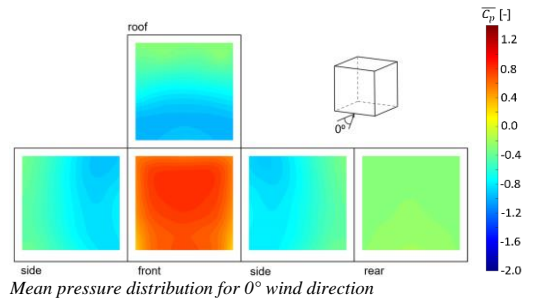 roof
C̅p̅ [-]
1.2
0.8
0.4
0.0
-0.4
-0.8
-1.2
-1.6
-2.0
0°
side
front
side
rear
Mean pressure distribution for 0° wind direction